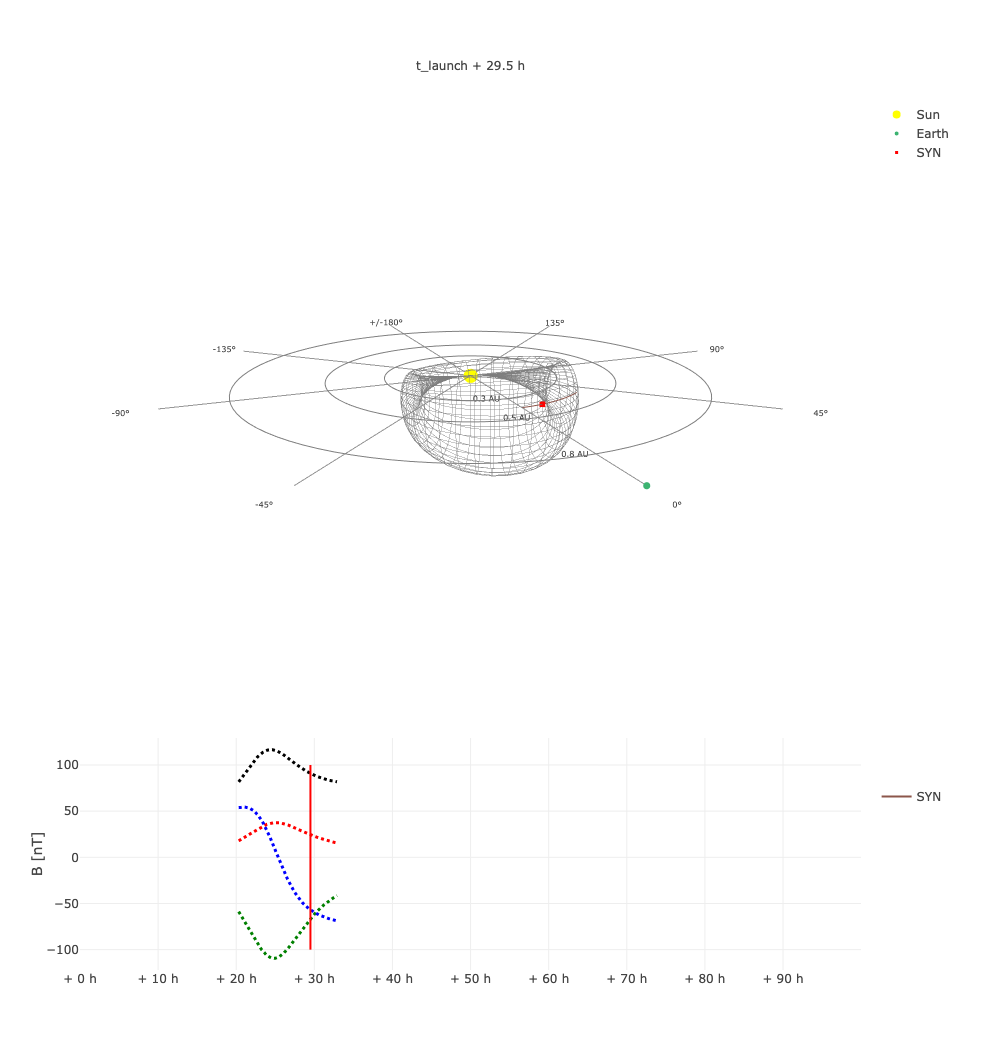 t_launch + 29.5 h
Sun
Earth
SYN
+/-180°
135°
-135°
90°
-90°
45°
0.3 AU
0.5 AU
0.8 AU
-45°
0°
100
50
0
−50
−100
B [nT]
SYN
+ 0 h
+ 10 h
+ 20 h
+ 30 h
+ 40 h
+ 50 h
+ 60 h
+ 70 h
+ 80 h
+ 90 h